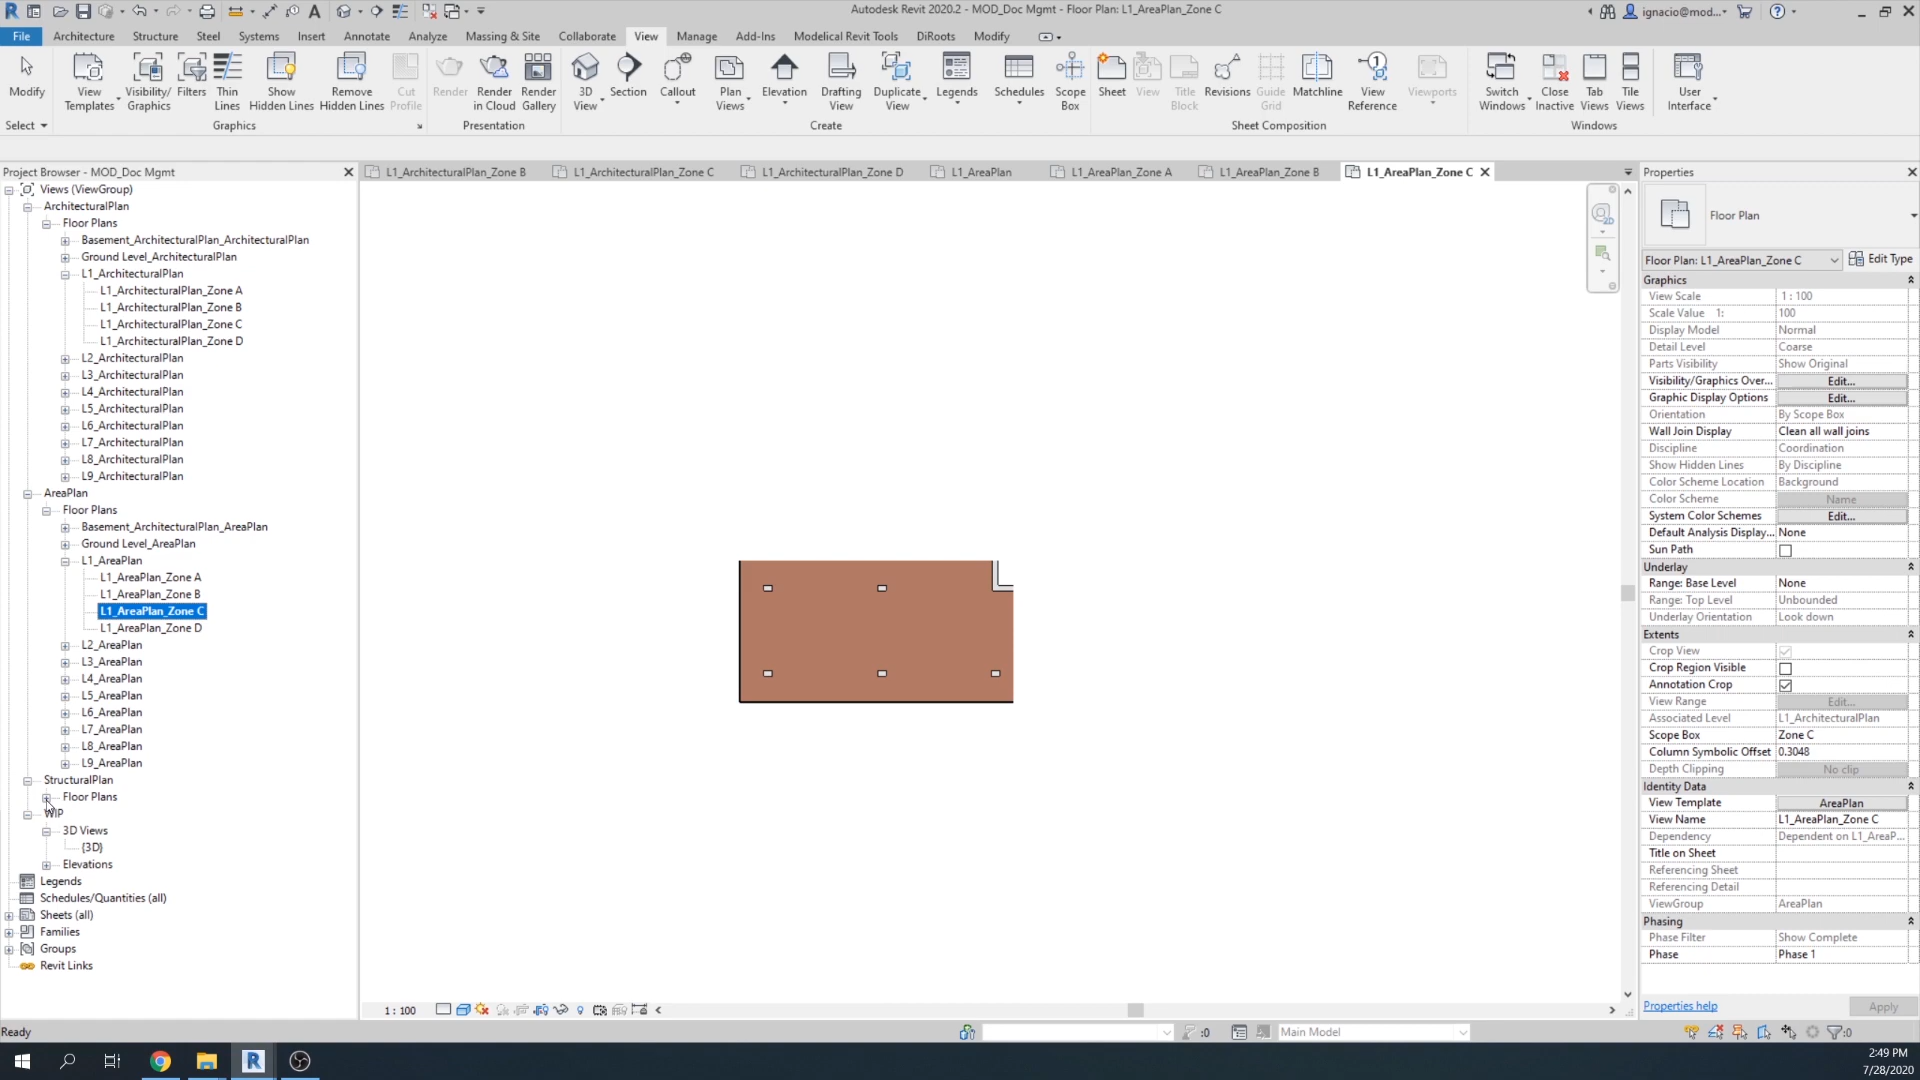 Autodesk Revit 2020.2 - MOD_Doc Mgmt - Floor Plan: L1_AreaPlan_Zone C
ignacio@mod...
File Architecture Structure Steel Systems Insert Annotate Analyze Massing & Site Collaborate View Manage Add-Ins Modelical Revit Tools DiRoots Modify
Modify
View Templates
Visibility/ Graphics
Filters
Thin Lines
Show Hidden Lines
Remove Hidden Lines
Cut Profile
Render
Render in Cloud
Render Gallery
3D View
Section
Callout
Plan Views
Elevation
Drafting View
Duplicate View
Legends
Schedules
Scope Box
Sheet
View
Title Block
Revisions
Guide Grid
Matchline
View Reference
Viewports
Switch Windows
Close Inactive
Tab Views
Tile Views
User Interface
Select Graphics Presentation Create Sheet Composition Windows
Project Browser - MOD_Doc Mgmt
Views (ViewGroup)
ArchitecturalPlan
Floor Plans
Basement_ArchitecturalPlan_ArchitecturalPlan
Ground Level_ArchitecturalPlan
L1_ArchitecturalPlan
L1_ArchitecturalPlan_Zone A
L1_ArchitecturalPlan_Zone B
L1_ArchitecturalPlan_Zone C
L1_ArchitecturalPlan_Zone D
L2_ArchitecturalPlan
L3_ArchitecturalPlan
L4_ArchitecturalPlan
L5_ArchitecturalPlan
L6_ArchitecturalPlan
L7_ArchitecturalPlan
L8_ArchitecturalPlan
L9_ArchitecturalPlan
AreaPlan
Floor Plans
Basement_ArchitecturalPlan_AreaPlan
Ground Level_AreaPlan
L1_AreaPlan
L1_AreaPlan_Zone A
L1_AreaPlan_Zone B
L1_AreaPlan_Zone C
L1_AreaPlan_Zone D
L2_AreaPlan
L3_AreaPlan
L4_AreaPlan
L5_AreaPlan
L6_AreaPlan
L7_AreaPlan
L8_AreaPlan
L9_AreaPlan
StructuralPlan
Floor Plans
WIP
3D Views
{3D}
Elevations
Legends
Schedules/Quantities (all)
Sheets (all)
Families
Groups
Revit Links
L1_ArchitecturalPlan_Zone B L1_ArchitecturalPlan_Zone C L1_ArchitecturalPlan_Zone D L1_AreaPlan L1_AreaPlan_Zone A L1_AreaPlan_Zone B L1_AreaPlan_Zone C
2D
1 : 100
Properties
Floor Plan
Floor Plan: L1_AreaPlan_Zone C Edit Type
Graphics
View Scale 1 : 100
Scale Value 1: 100
Display Model Normal
Detail Level Coarse
Parts Visibility Show Original
Visibility/Graphics Over... Edit...
Graphic Display Options Edit...
Orientation By Scope Box
Wall Join Display Clean all wall joins
Discipline Coordination
Show Hidden Lines By Discipline
Color Scheme Location Background
Color Scheme Name
System Color Schemes Edit...
Default Analysis Display... None
Sun Path
Underlay
Range: Base Level None
Range: Top Level Unbounded
Underlay Orientation Look down
Extents
Crop View
Crop Region Visible
Annotation Crop
View Range Edit...
Associated Level L1_ArchitecturalPlan
Scope Box Zone C
Column Symbolic Offset 0.3048
Depth Clipping No clip
Identity Data
View Template AreaPlan
View Name L1_AreaPlan_Zone C
Dependency Dependent on L1_AreaP...
Title on Sheet
Referencing Sheet
Referencing Detail
ViewGroup AreaPlan
Phasing
Phase Filter Show Complete
Phase Phase 1
Properties help Apply
Ready :0 Main Model :0
2:49 PM
7/28/2020